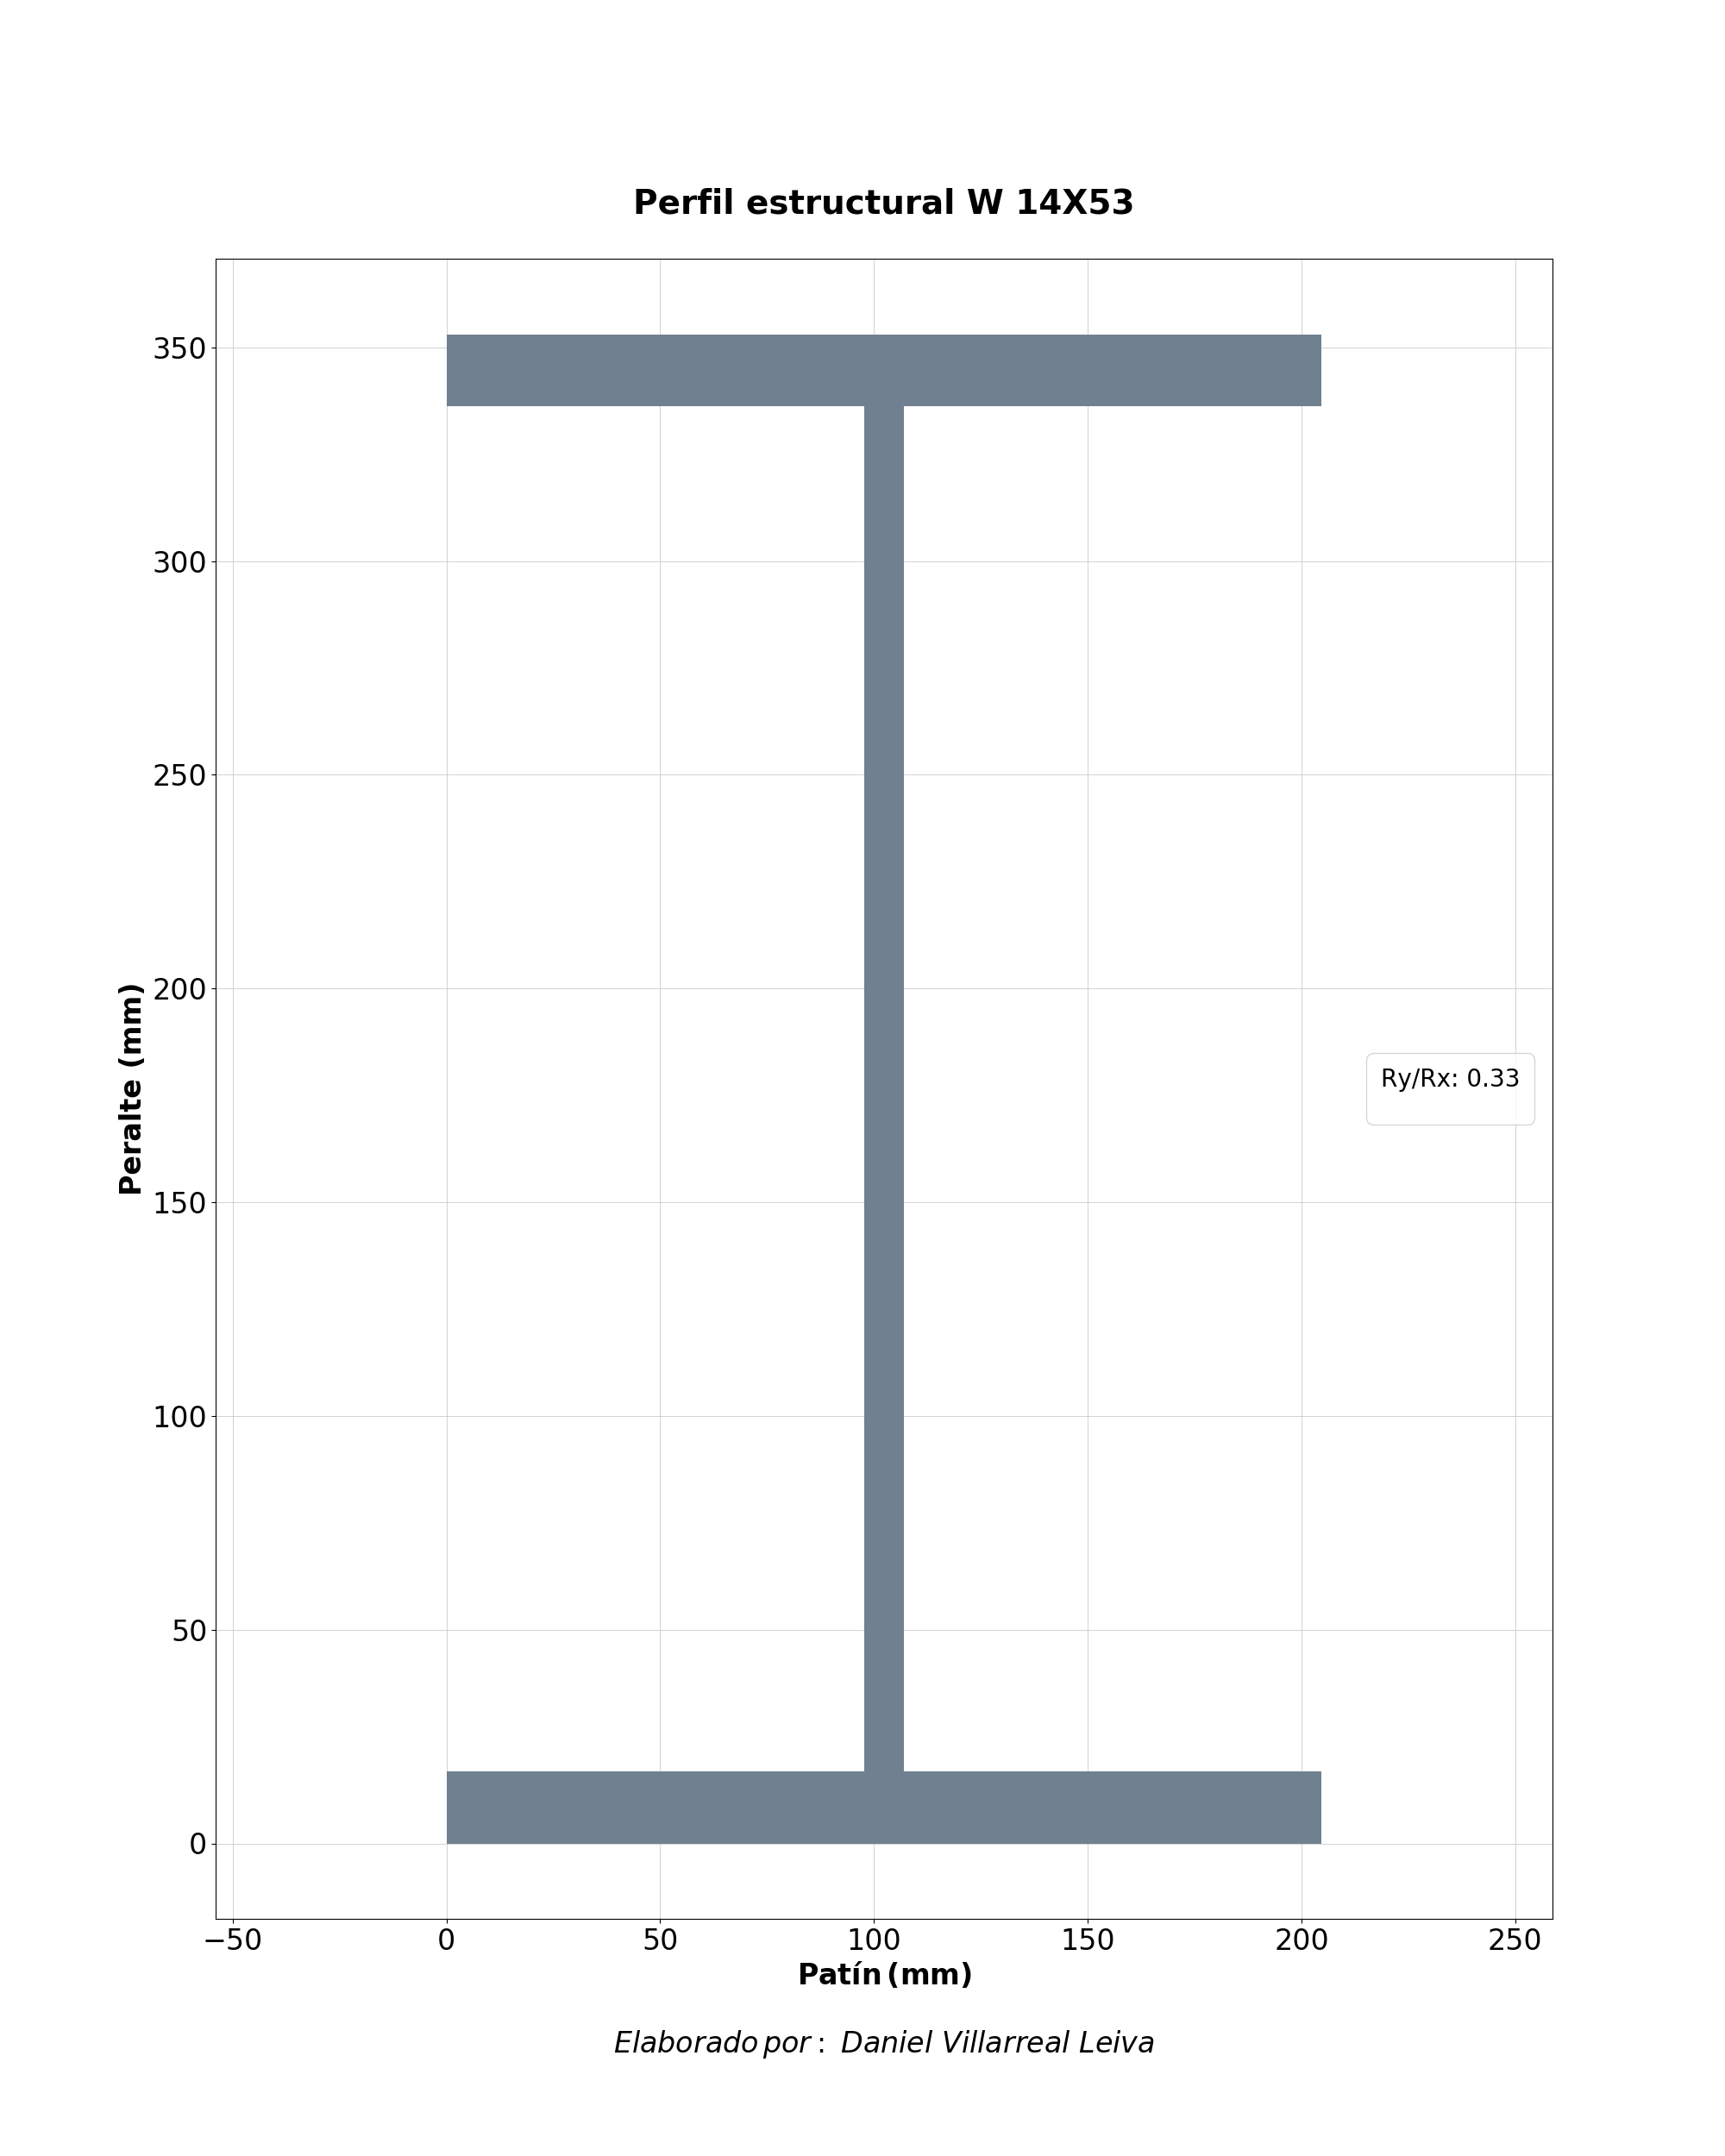 Perfil estructural W 14X53
Peralte (mm)
350
300
250
200
150
100
50
0
Ry/Rx: 0.33
−50 0 50 100 150 200 250
Patín (mm)
Elaborado por : Daniel Villarreal Leiva